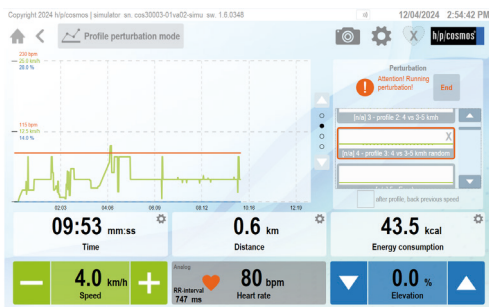 Copyright 2024 h/p/cosmos | simulator sn. cos30003-01va02-simu sw. 1.6.0348
12/04/2024 2:54:42 PM
Profile perturbation mode
X
h/p/cosmos
230 bpm
25.0 km/h
28.0 %
115 bpm
12.5 km/h
14.0 %
02:03 04:06 06:09 08:12 10:16 12:19
Perturbation
Attention! Running perturbation!
End
[n/a] 3 - profile 2: 4 vs 3-5 kmh
X
[n/a] 4 - profile 3: 4 vs 3-5 kmh random
after profile, back previous speed
09:53 mm:ss
Time
0.6 km
Distance
43.5 kcal
Energy consumption
4.0 km/h
Speed
Analog
RR-interval
747 ms
80 bpm
Heart rate
0.0 %
Elevation